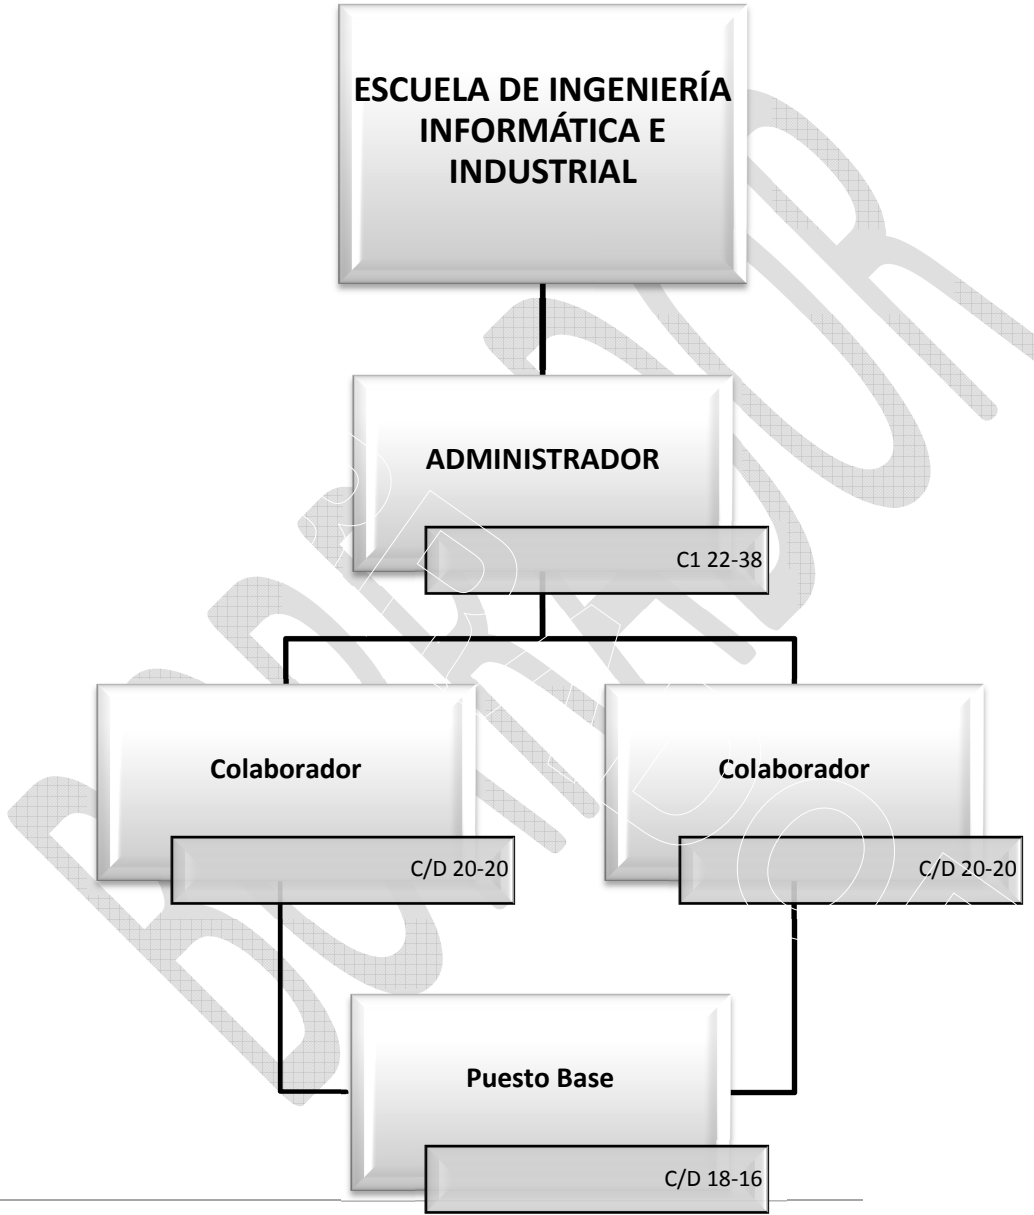 ESCUELA DE INGENIERÍA
INFORMÁTICA E
INDUSTRIAL
ADMINISTRADOR
C1 22-38
Colaborador
C/D 20-20
Colaborador
C/D 20-20
Puesto Base
C/D 18-16
BORRADOR